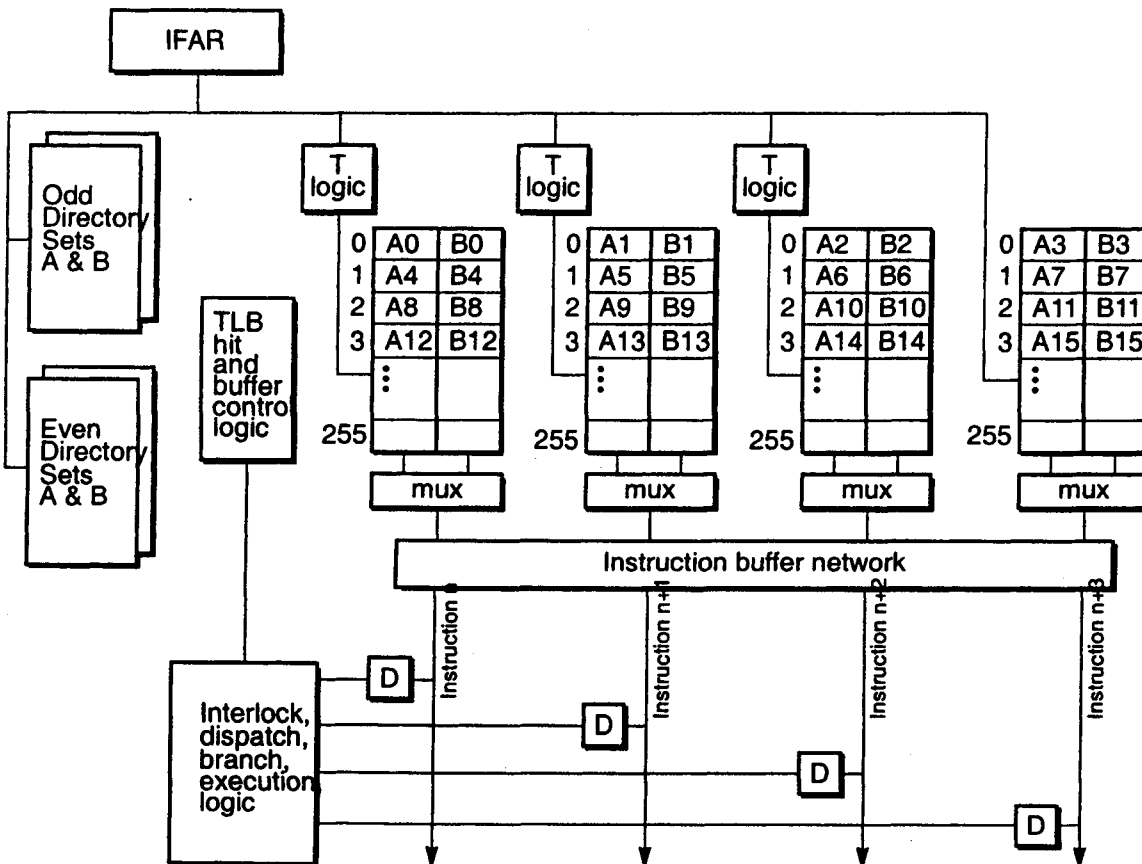 IFAR
T
logic
T
logic
T
logic
Odd
Directory
Sets
A & B
Even
Directory
Sets
A & B
TLB
hit
and
buffer
control
logic
0 A0 B0
1 A4 B4
2 A8 B8
3 A12 B12
255
mux
0 A1 B1
1 A5 B5
2 A9 B9
3 A13 B13
255
mux
0 A2 B2
1 A6 B6
2 A10 B10
3 A14 B14
255
mux
0 A3 B3
1 A7 B7
2 A11 B11
3 A15 B15
255
mux
Instruction buffer network
Instruction
Instruction n+1
Instruction n+2
Instruction n+3
D
D
D
D
Interlock,
dispatch,
branch,
execution
logic